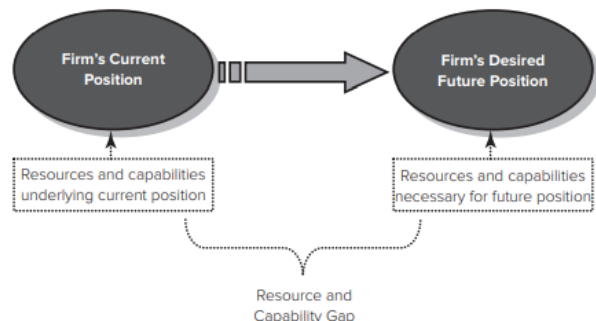 Firm's Current
Position
Firm's Desired
Future Position
Resources and capabilities
underlying current position
Resources and capabilities
necessary for future position
Resource and
Capability Gap